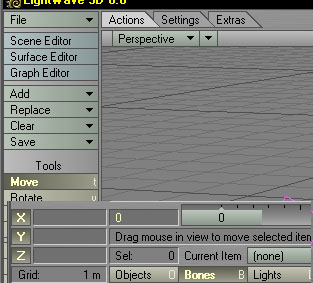 LightWave 3D 6.0
File Actions Settings Extras
Scene Editor Perspective
Surface Editor
Graph Editor
Add
Replace
Clear
Save
Tools
Move t
Rotate
X 0 0
Y Drag mouse in view to move selected iten
Z Sel: 0 Current Item (none)
Grid: 1 m Objects O Bones B Lights